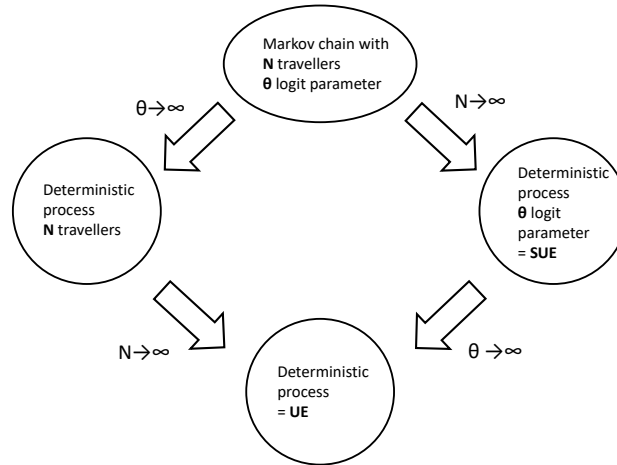 Markov chain with
N travellers
θ logit parameter
θ→∞
N→∞
Deterministic
process
N travellers
Deterministic
process
θ logit
parameter
= SUE
N→∞
θ →∞
Deterministic
process
= UE